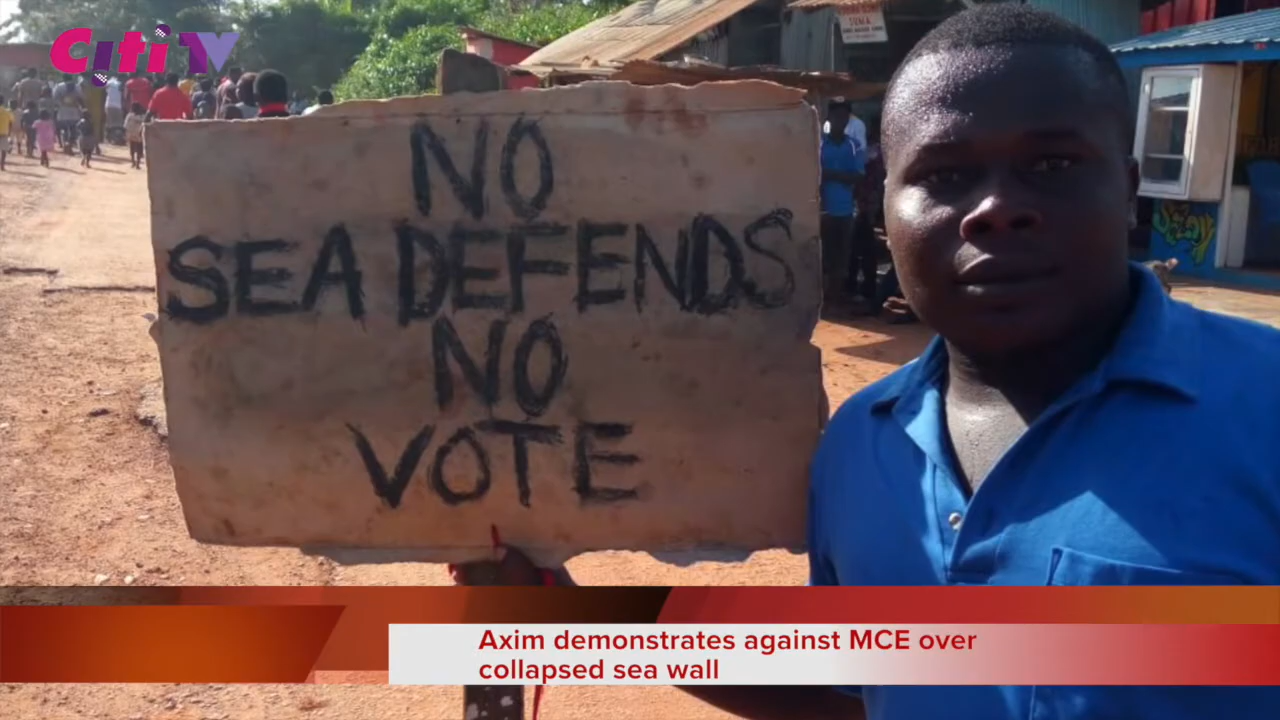 Citi TV
NO
SEA DEFENDS
NO
VOTE
Axim demonstrates against MCE over
collapsed sea wall